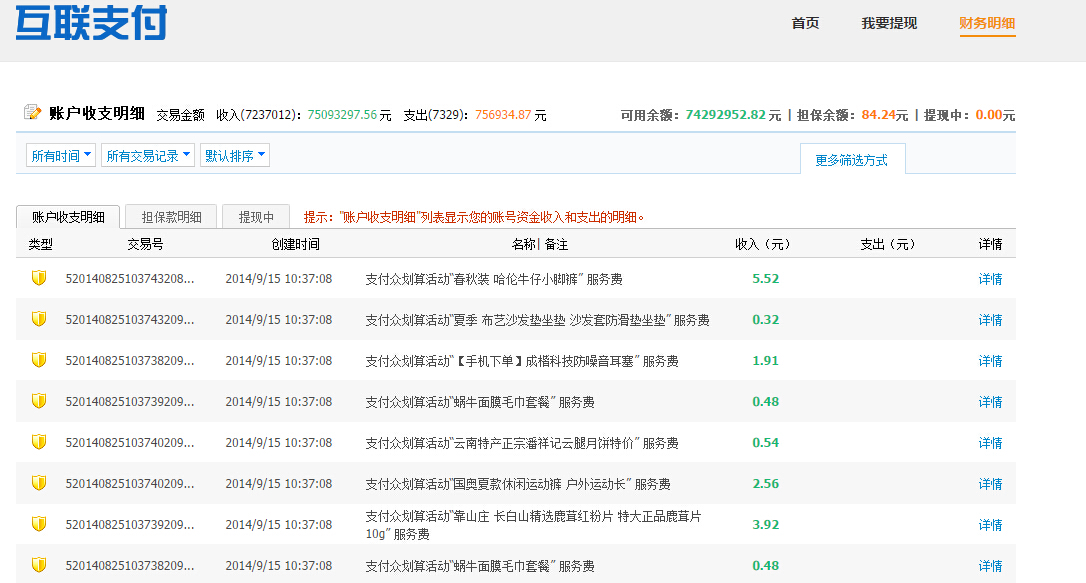 互联支付
首页 我要提现 财务明细
账户收支明细 交易金额 收入(7237012)：75093297.56 元 支出(7329)：756934.87 元 可用余额：74292952.82 元 | 担保余额：84.24元 | 提现中：0.00元
所有时间 所有交易记录 默认排序 更多筛选方式
账户收支明细 担保款明细 提现中 提示："账户收支明细"列表显示您的账号资金收入和支出的明细。
类型 交易号 创建时间 名称| 备注 收入（元） 支出（元） 详情
520140825103743208... 2014/9/15 10:37:08 支付众划算活动“春秋装 哈伦牛仔小脚裤” 服务费 5.52 详情
520140825103743209... 2014/9/15 10:37:08 支付众划算活动“夏季 布艺沙发垫坐垫 沙发套防滑垫坐垫” 服务费 0.32 详情
520140825103738209... 2014/9/15 10:37:08 支付众划算活动“【手机下单】成楷科技防噪音耳塞” 服务费 1.91 详情
520140825103739209... 2014/9/15 10:37:08 支付众划算活动“蜗牛面膜毛巾套餐” 服务费 0.48 详情
520140825103740209... 2014/9/15 10:37:08 支付众划算活动“云南特产正宗潘祥记云腿月饼特价” 服务费 0.54 详情
520140825103740209... 2014/9/15 10:37:08 支付众划算活动“国奥夏款休闲运动裤 户外运动长” 服务费 2.56 详情
520140825103739209... 2014/9/15 10:37:08 支付众划算活动“靠山庄 长白山精选鹿茸红粉片 特大正品鹿茸片 3.92 详情
10g” 服务费
520140825103738209... 2014/9/15 10:37:08 支付众划算活动“蜗牛面膜毛巾套餐” 服务费 0.48 详情